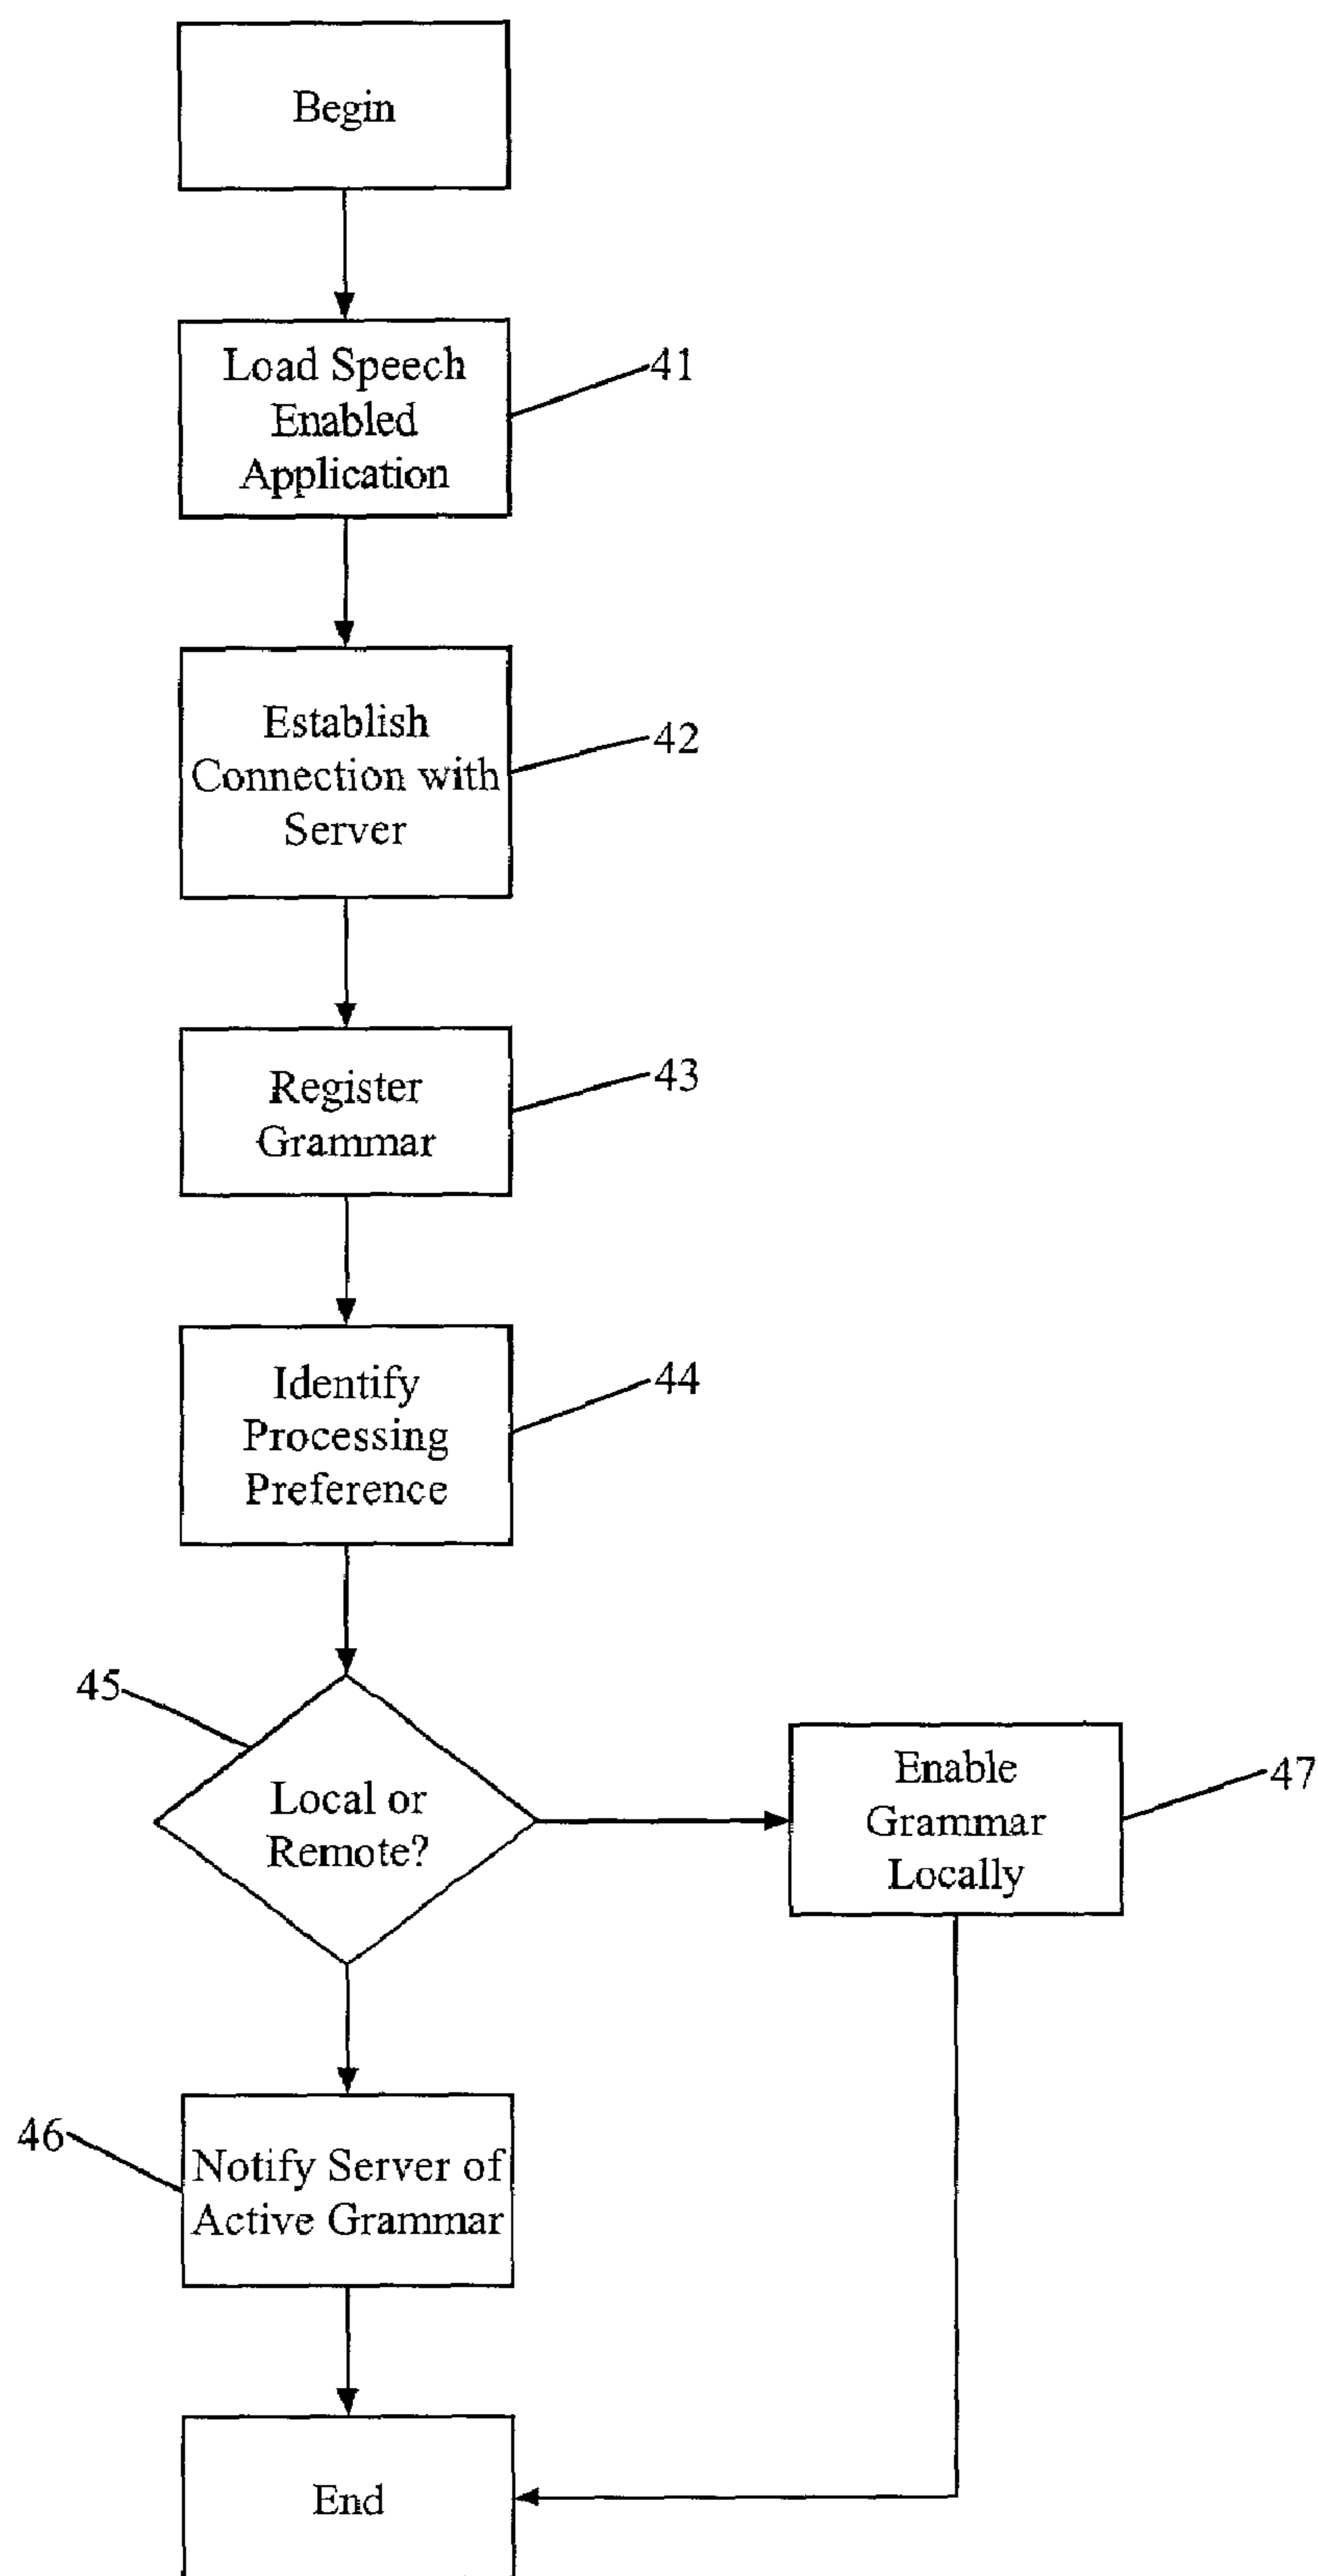 Begin
Load Speech
Enabled
Application
41
Establish
Connection with
Server
42
Register
Grammar
43
Identify
Processing
Preference
44
45
Local or
Remote?
Enable
Grammar
Locally
47
46
Notify Server of
Active Grammar
End